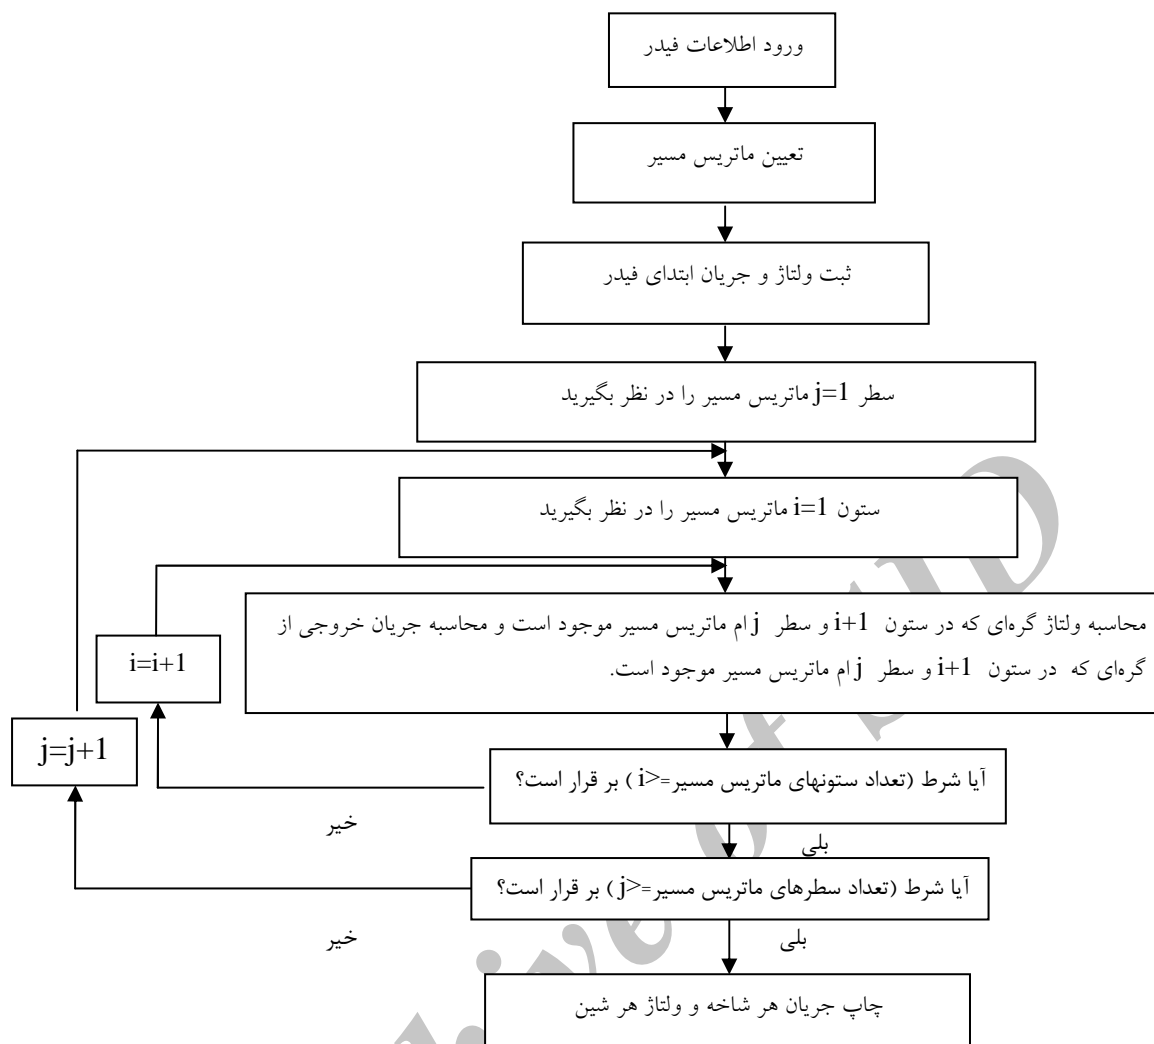 ورود اطلاعات فیدر
تعیین ماتریس مسیر
ثبت ولتاژ و جریان ابتدای فیدر
سطر j=1 ماتریس مسیر را در نظر بگیرید
ستون i=1 ماتریس مسیر را در نظر بگیرید
محاسبه ولتاژ گره‌ای که در ستون i+1 و سطر j ام ماتریس مسیر موجود است و محاسبه جریان خروجی از
گره‌ای که در ستون i+1 و سطر j ام ماتریس مسیر موجود است.
i=i+1
j=j+1
آیا شرط (تعداد ستونهای ماتریس مسیر=<i) بر قرار است؟
خیر
بلی
آیا شرط (تعداد سطرهای ماتریس مسیر=<j) بر قرار است؟
خیر
بلی
چاپ جریان هر شاخه و ولتاژ هر شین
Archive of SID